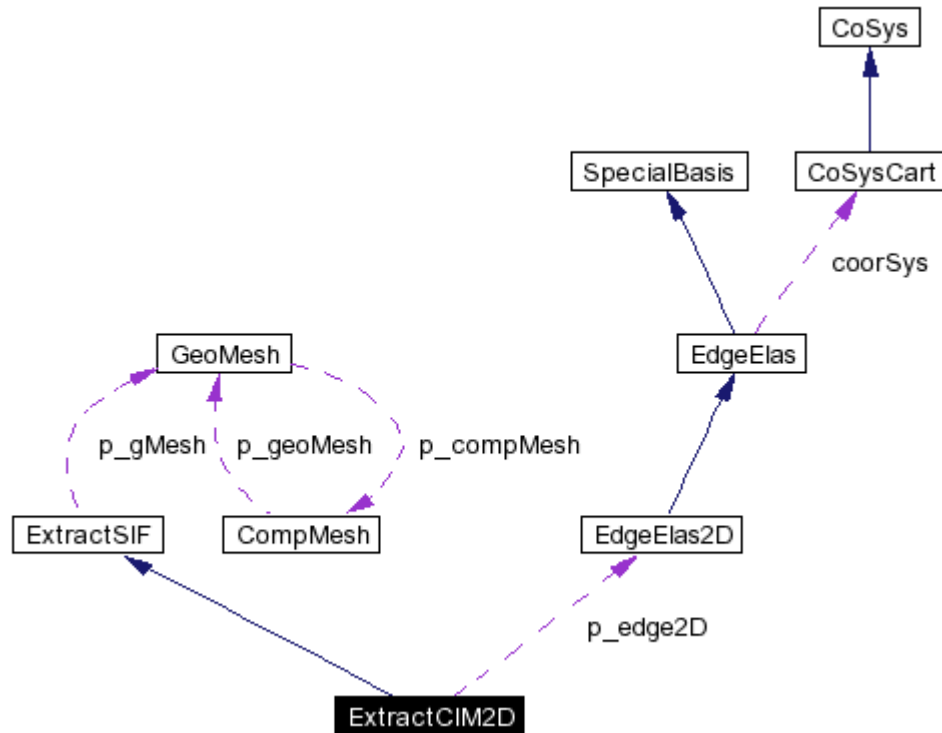 CoSys
SpecialBasis
CoSysCart
coorSys
GeoMesh
EdgeElas
p_gMesh
p_geoMesh
p_compMesh
ExtractSIF
CompMesh
EdgeElas2D
p_edge2D
ExtractCIM2D